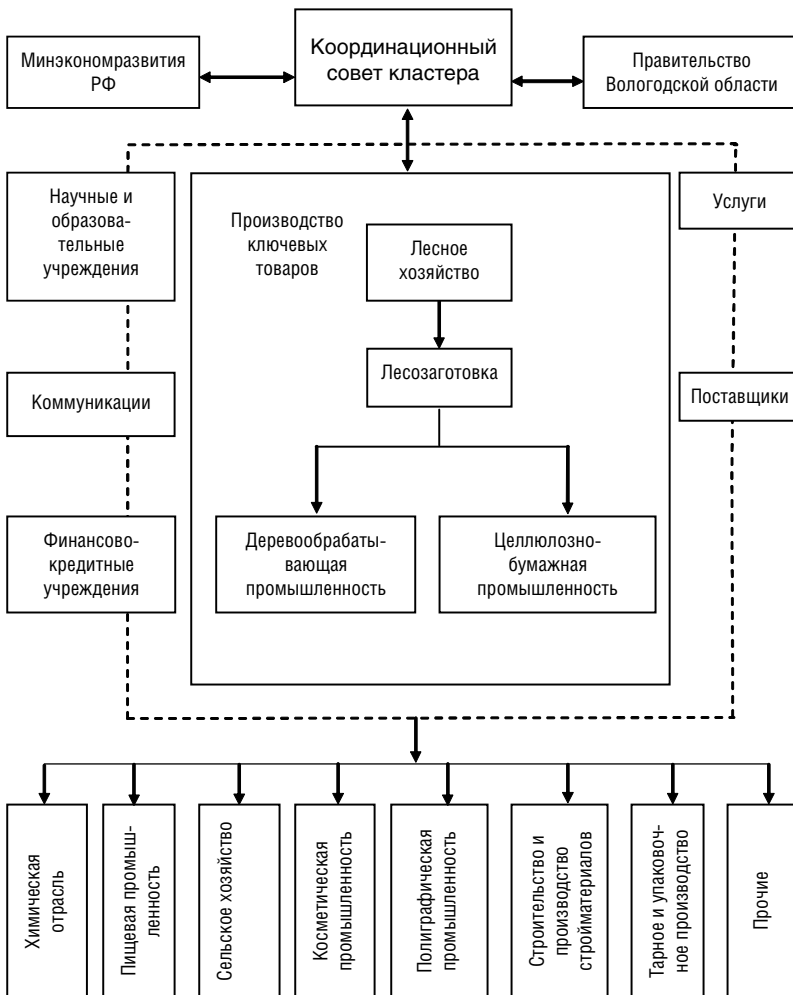 Координационный
совет кластера
Минэкономразвития
РФ
Правительство
Вологодской области
Научные и
образова-
тельные
учреждения
Производство
ключевых
товаров
Лесное
хозяйство
Услуги
Лесозаготовка
Коммуникации
Поставщики
Финансово-
кредитные
учреждения
Деревообрабаты-
вающая
промышленность
Целлюлозно-
бумажная
промышленность
Химическая
отрасль
Пищевая промыш-
ленность
Сельское хозяйство
Косметическая
промышленность
Полиграфическая
промышленность
Строительство и
производство
стройматериалов
Тарное и упаковоч-
ное производство
Прочие